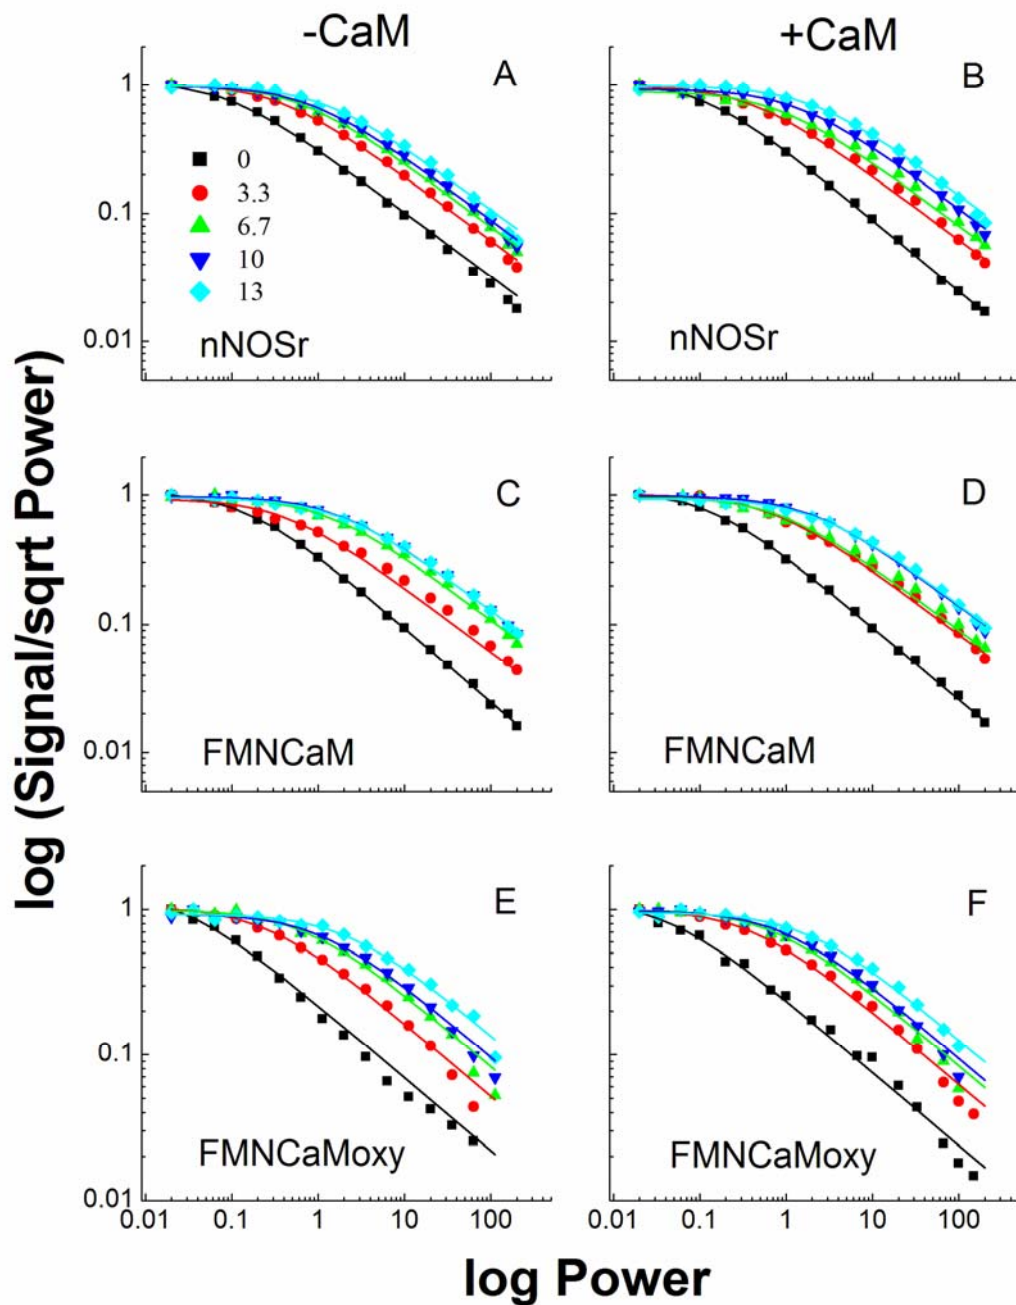 -CaM
+CaM
A
B
1
0.1
0.01
0
3.3
6.7
10
13
nNOSr
nNOSr
log (Signal/sqrt Power)
C
D
1
0.1
0.01
FMNCaM
FMNCaM
E
F
1
0.1
0.01
FMNCaMoxy
FMNCaMoxy
0.01 0.1 1 10 100
0.01 0.1 1 10 100
log Power